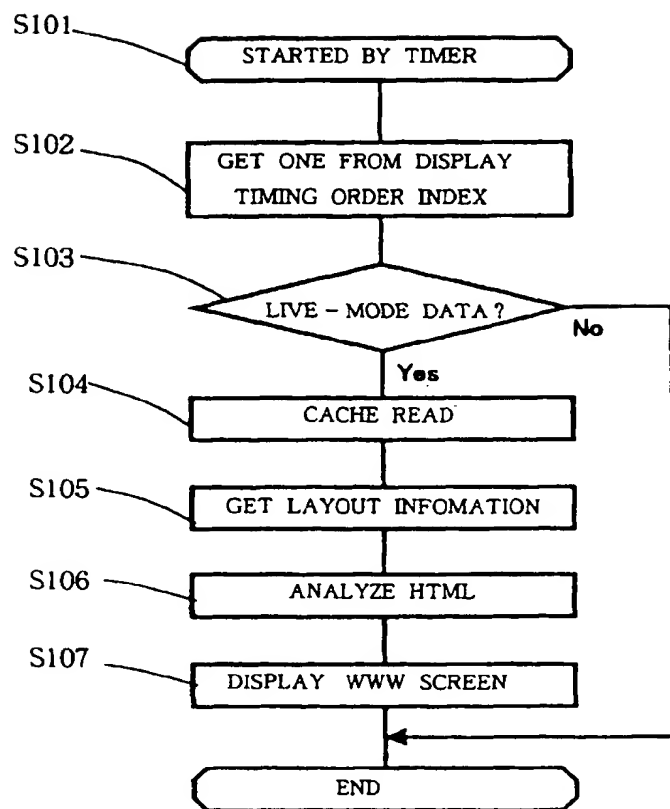 S101
STARTED BY TIMER
S102
GET ONE FROM DISPLAY
TIMING ORDER INDEX
S103
LIVE - MODE DATA?
No
Yes
S104
CACHE READ
S105
GET LAYOUT INFOMATION
S106
ANALYZE HTML
S107
DISPLAY WWW SCREEN
END